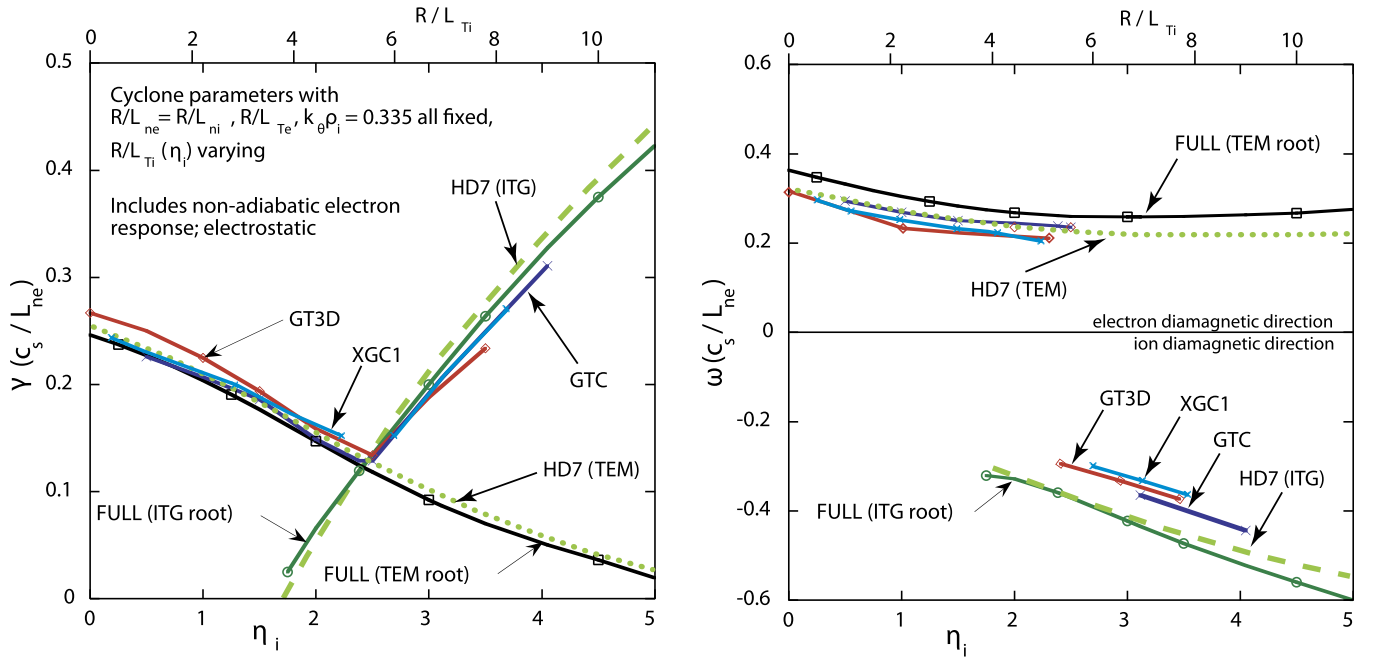 R / L Ti
0 2 4 6 8 10
0.5
0.4
0.3
0.2
0.1
0
γ (c_s / L_ne)
Cyclone parameters with
R/L_ne = R/L_ni , R/L_Te , k_θρ_i = 0.335 all fixed,
R/L_Ti (η_i) varying
Includes non-adiabatic electron
response; electrostatic
HD7 (ITG)
GT3D
XGC1
GTC
HD7 (TEM)
FULL (ITG root)
FULL (TEM root)
0 1 2 3 4 5
η i
R / L Ti
0 2 4 6 8 10
0.6
0.4
0.2
0
-0.2
-0.4
-0.6
ω (c_s / L_ne)
FULL (TEM root)
HD7 (TEM)
electron diamagnetic direction
ion diamagnetic direction
GT3D
XGC1
GTC
HD7 (ITG)
FULL (ITG root)
0 1 2 3 4 5
η i